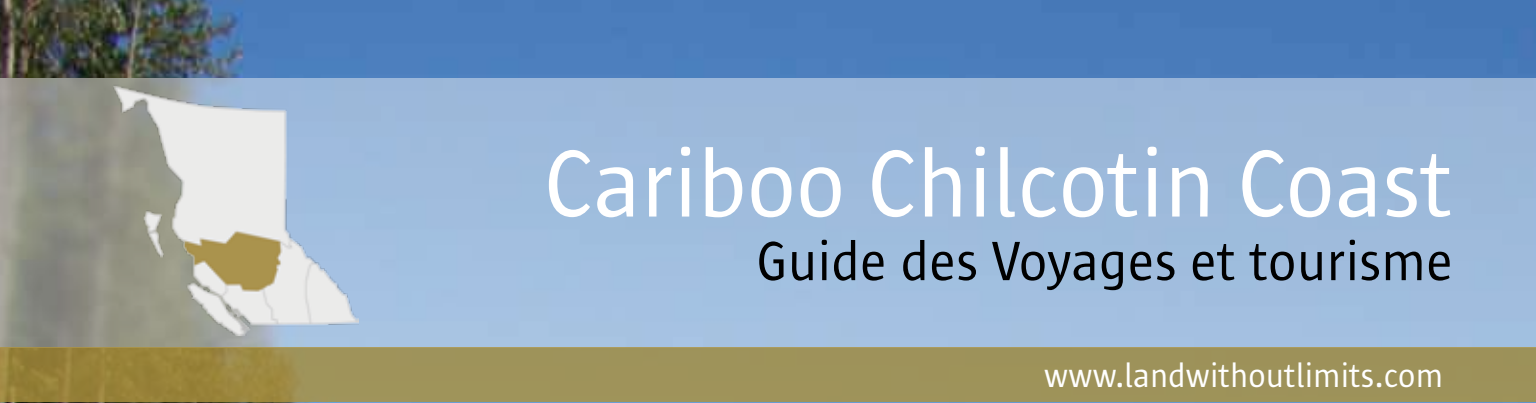 Cariboo Chilcotin Coast
Guide des Voyages et tourisme
www.landwithoutlimits.com